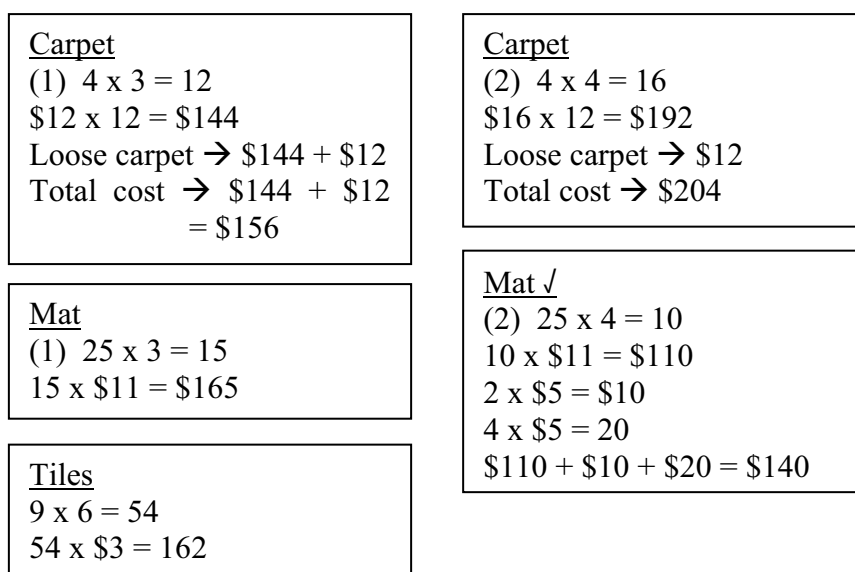 Carpet
(1) 4 x 3 = 12
$12 x 12 = $144
Loose carpet → $144 + $12
Total cost → $144 + $12
= $156
Mat
(1) 25 x 3 = 15
15 x $11 = $165
Tiles
9 x 6 = 54
54 x $3 = 162
Carpet
(2) 4 x 4 = 16
$16 x 12 = $192
Loose carpet → $12
Total cost → $204
Mat √
(2) 25 x 4 = 10
10 x $11 = $110
2 x $5 = $10
4 x $5 = 20
$110 + $10 + $20 = $140